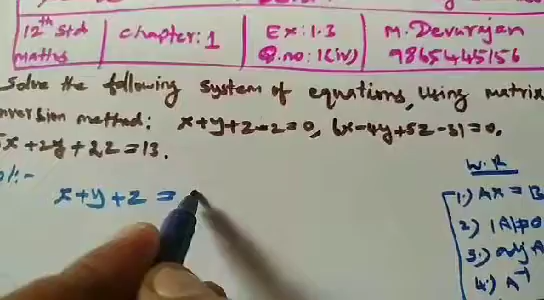 12th Std
maths
Chapter: 1
Ex: 1.3
Q.no: 1(iv)
M. Devarajan
9865445156
Solve the following system of equations, using matrix
inversion method: x+y+z-2=0, 6x-4y+5z-31=0,
5x+2y+2z=13.
x+y+z =
W.R
1.) AX = B
2) |A|≠0
3.) adj A
4.) A⁻¹